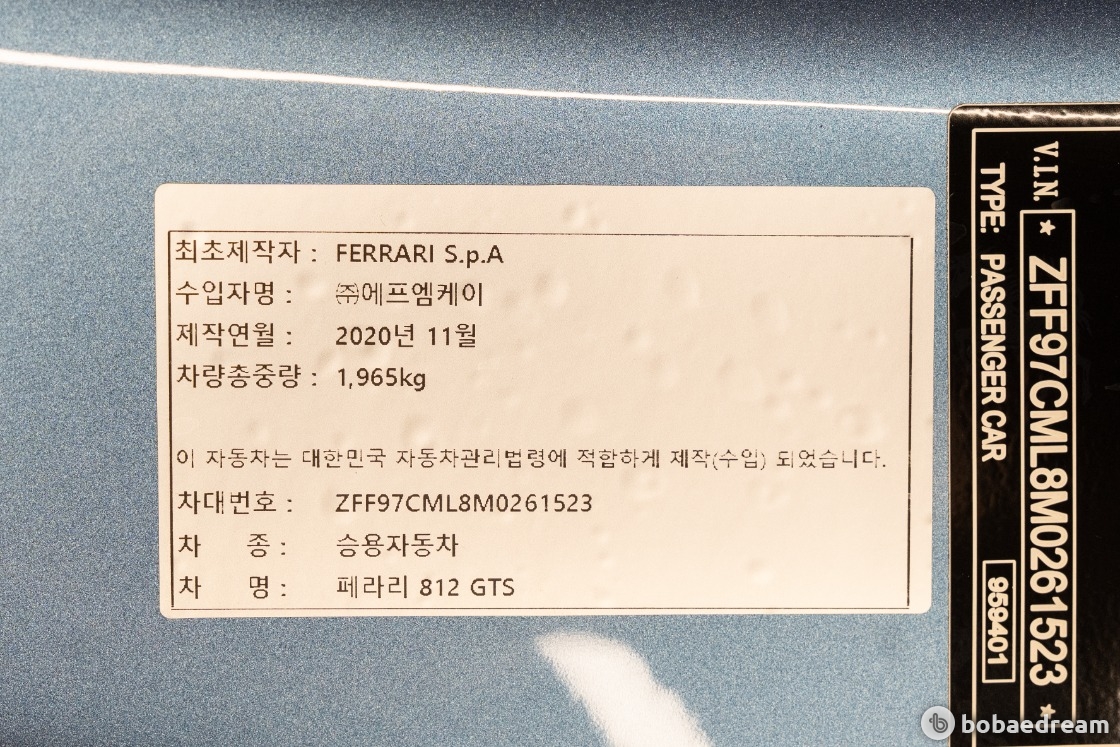 최초제작자 : FERRARI S.p.A
수입자명 : ㈜에프엠케이
제작연월 : 2020년 11월
차량총중량 : 1,965kg
이 자동차는 대한민국 자동차관리법령에 적합하게 제작(수입) 되었습니다.
차대번호 : ZFF97CML8M0261523
차 종 : 승용자동차
차 명 : 페라리 812 GTS
V.I.N. ★ ZFF97CML8M0261523 ★
TYPE: PASSENGER CAR 959401
bobaedream